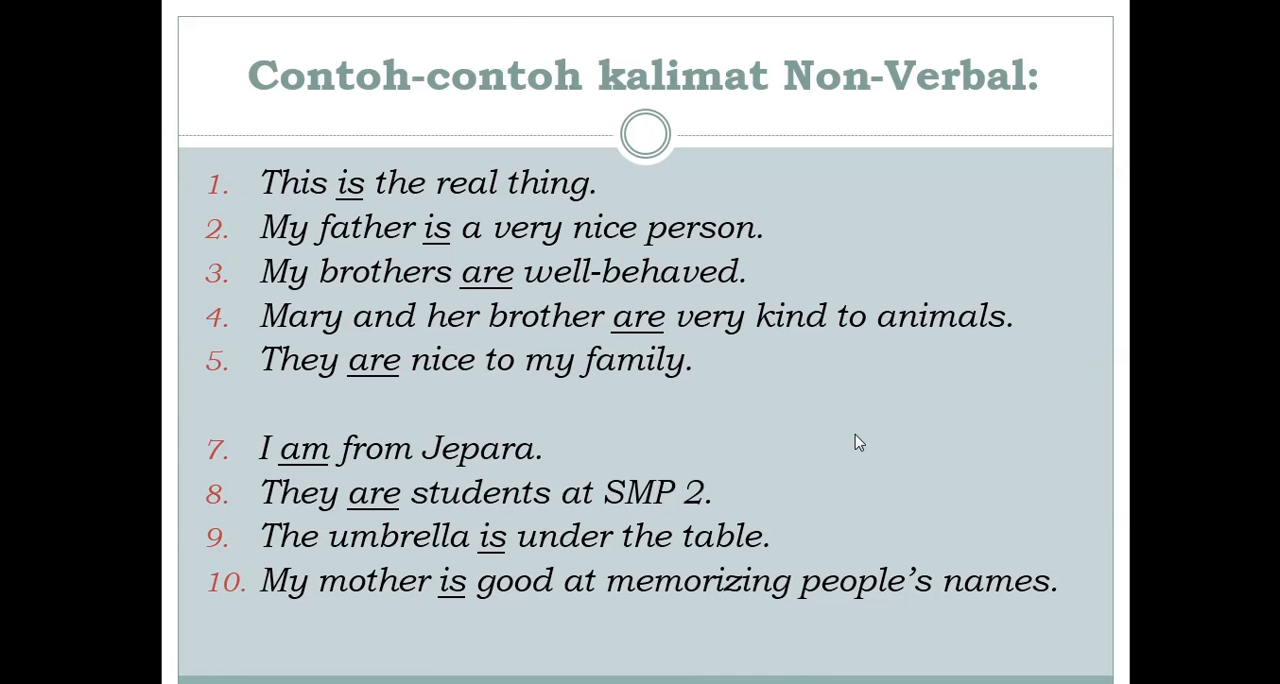 Contoh-contoh kalimat Non-Verbal:
1. This is the real thing.
2. My father is a very nice person.
3. My brothers are well-behaved.
4. Mary and her brother are very kind to animals.
5. They are nice to my family.
7. I am from Jepara.
8. They are students at SMP 2.
9. The umbrella is under the table.
10. My mother is good at memorizing people’s names.